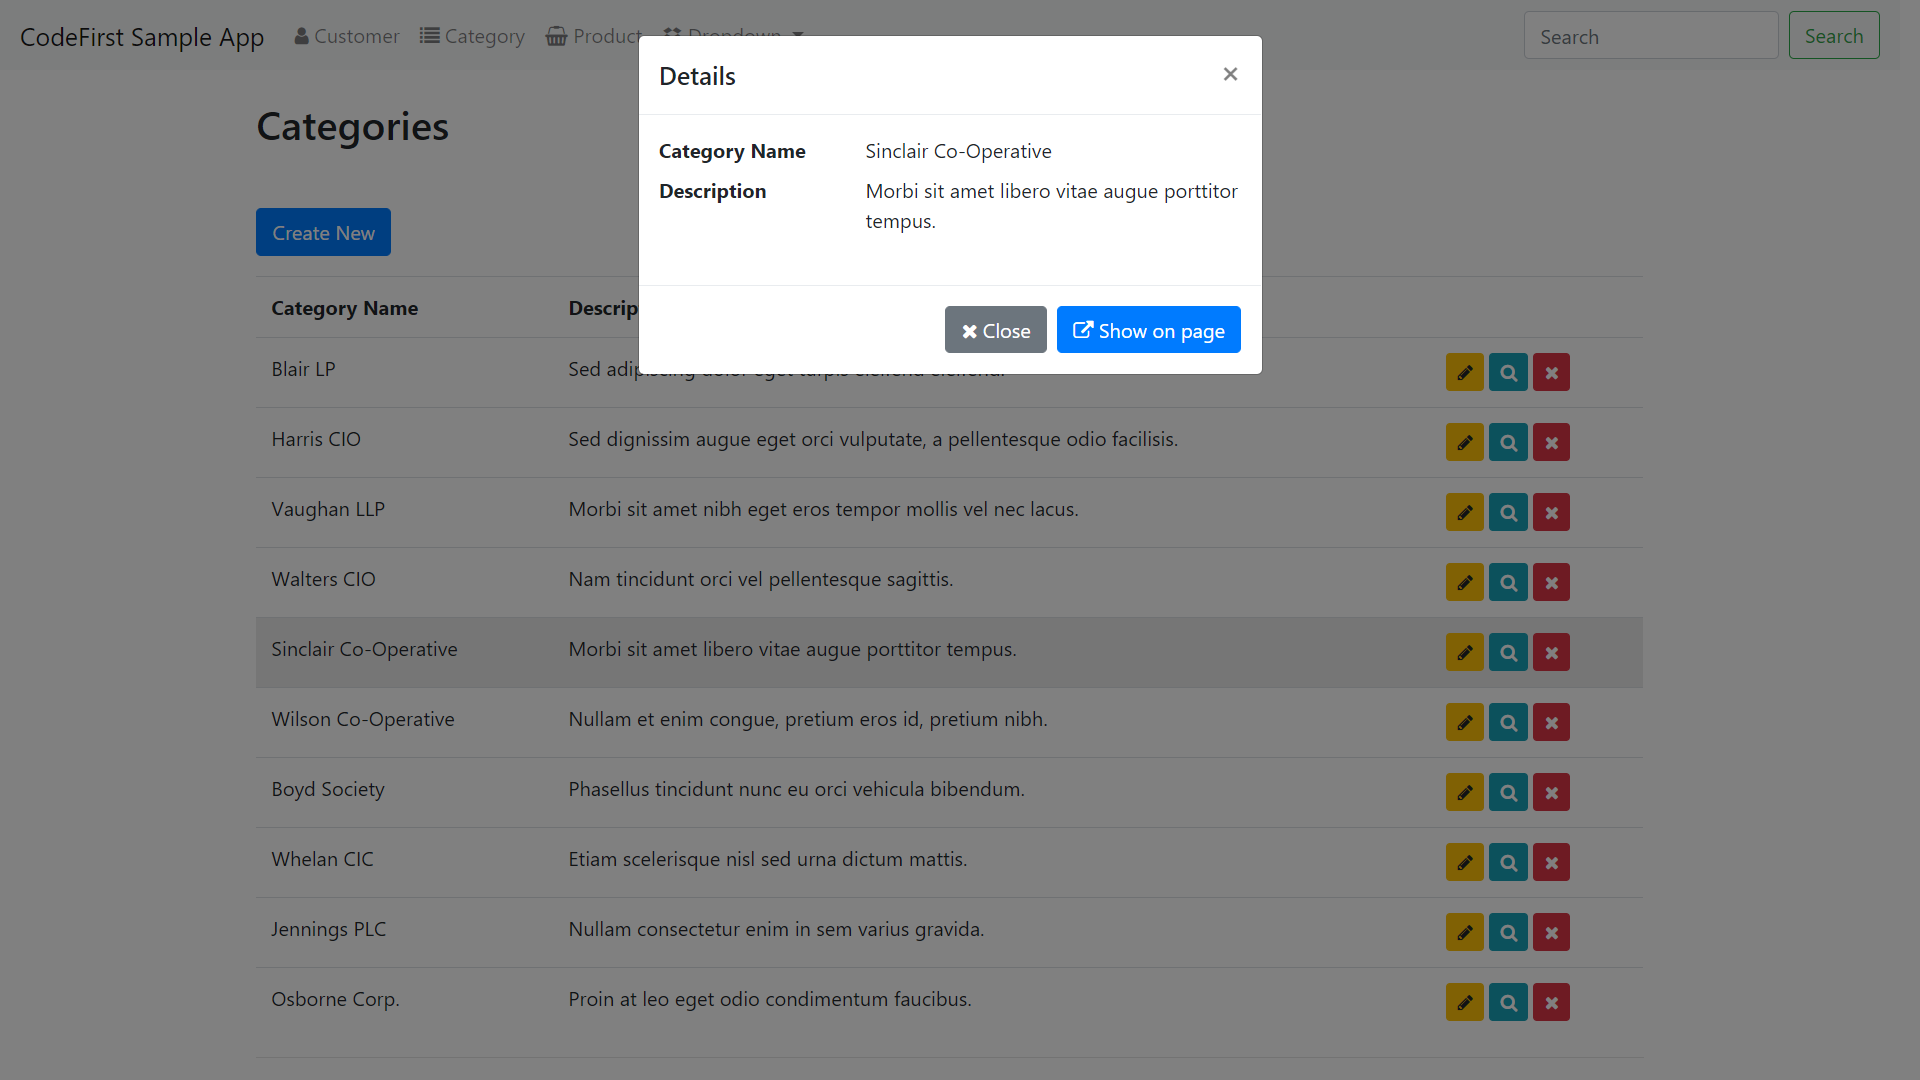 CodeFirst Sample App Customer Category Product Dropdown Search Search
Details ×
Category Name Sinclair Co-Operative
Description Morbi sit amet libero vitae augue porttitor
tempus.
Close Show on page
Categories
Create New
Category Name Descrip
Blair LP Sed adipiscing dolor eget turpis eleifend eleifend.
Harris CIO Sed dignissim augue eget orci vulputate, a pellentesque odio facilisis.
Vaughan LLP Morbi sit amet nibh eget eros tempor mollis vel nec lacus.
Walters CIO Nam tincidunt orci vel pellentesque sagittis.
Sinclair Co-Operative Morbi sit amet libero vitae augue porttitor tempus.
Wilson Co-Operative Nullam et enim congue, pretium eros id, pretium nibh.
Boyd Society Phasellus tincidunt nunc eu orci vehicula bibendum.
Whelan CIC Etiam scelerisque nisl sed urna dictum mattis.
Jennings PLC Nullam consectetur enim in sem varius gravida.
Osborne Corp. Proin at leo eget odio condimentum faucibus.